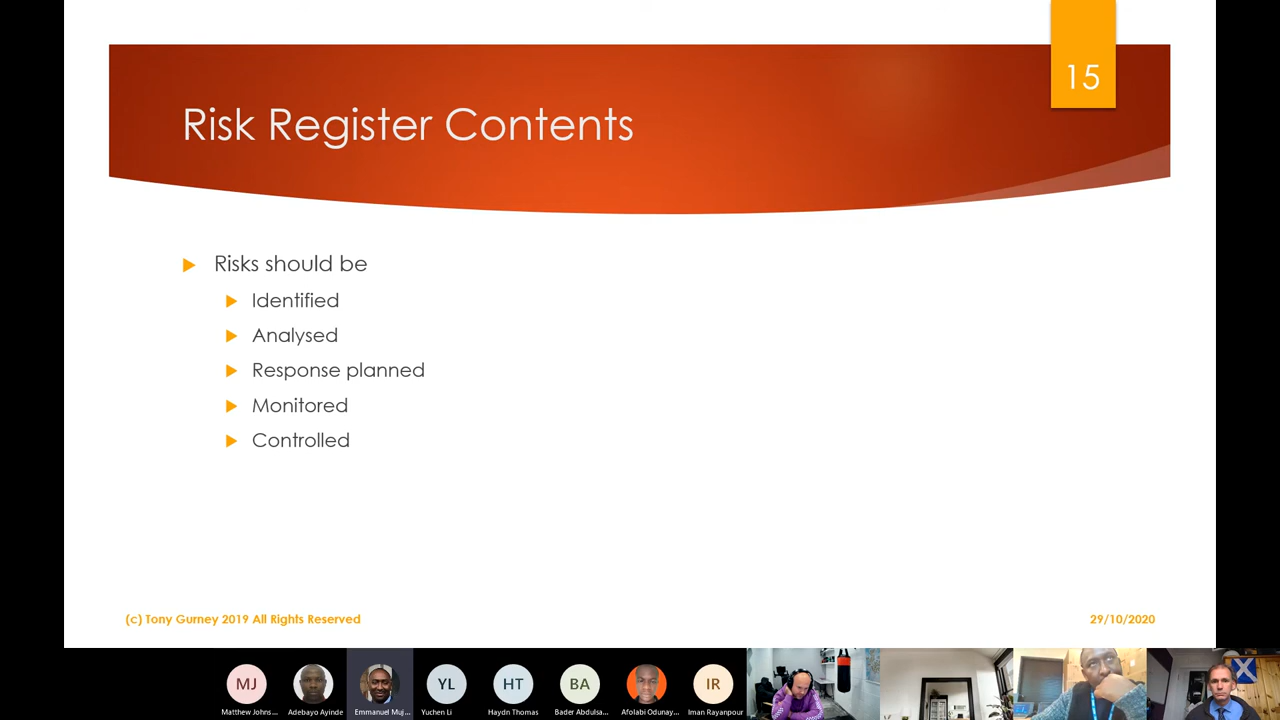 15
Risk Register Contents
Risks should be
Identified
Analysed
Response planned
Monitored
Controlled
(c) Tony Gurney 2019 All Rights Reserved
29/10/2020
MJ
YL
HT
BA
IR
Matthew Johns...
Adebayo Ayinde
Emmanuel Muj...
Yuchen Li
Haydn Thomas
Bader Abdulsa...
Afolabi Odunay...
Iman Rayanpour